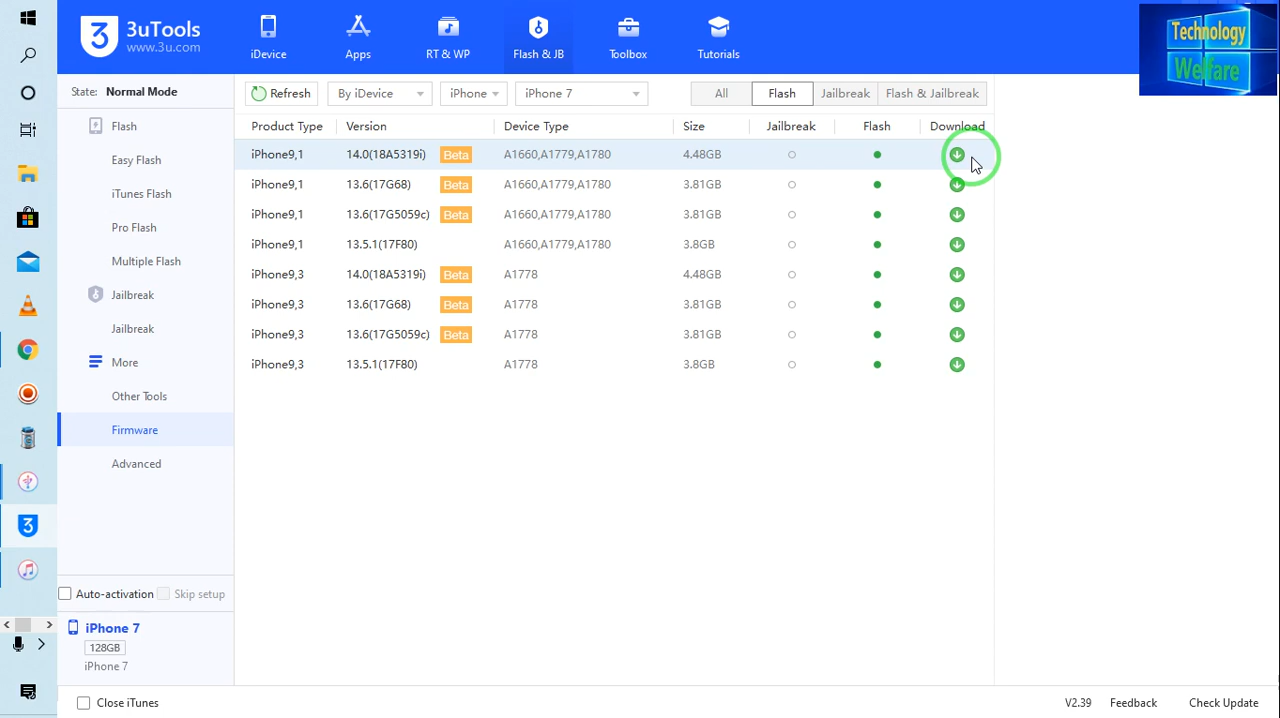 3 3uTools www.3u.com iDevice Apps RT & WP Flash & JB Toolbox Tutorials
Technology Welfare
State: Normal Mode
Refresh By iDevice iPhone iPhone 7 All Flash Jailbreak Flash & Jailbreak
Flash
Easy Flash
iTunes Flash
Pro Flash
Multiple Flash
Jailbreak
Jailbreak
More
Other Tools
Firmware
Advanced
Product Type Version Device Type Size Jailbreak Flash Download
iPhone9,1 14.0(18A5319i) Beta A1660,A1779,A1780 4.48GB
iPhone9,1 13.6(17G68) Beta A1660,A1779,A1780 3.81GB
iPhone9,1 13.6(17G5059c) Beta A1660,A1779,A1780 3.81GB
iPhone9,1 13.5.1(17F80) A1660,A1779,A1780 3.8GB
iPhone9,3 14.0(18A5319i) Beta A1778 4.48GB
iPhone9,3 13.6(17G68) Beta A1778 3.81GB
iPhone9,3 13.6(17G5059c) Beta A1778 3.81GB
iPhone9,3 13.5.1(17F80) A1778 3.8GB
Auto-activation Skip setup
iPhone 7
128GB
iPhone 7
Close iTunes V2.39 Feedback Check Update